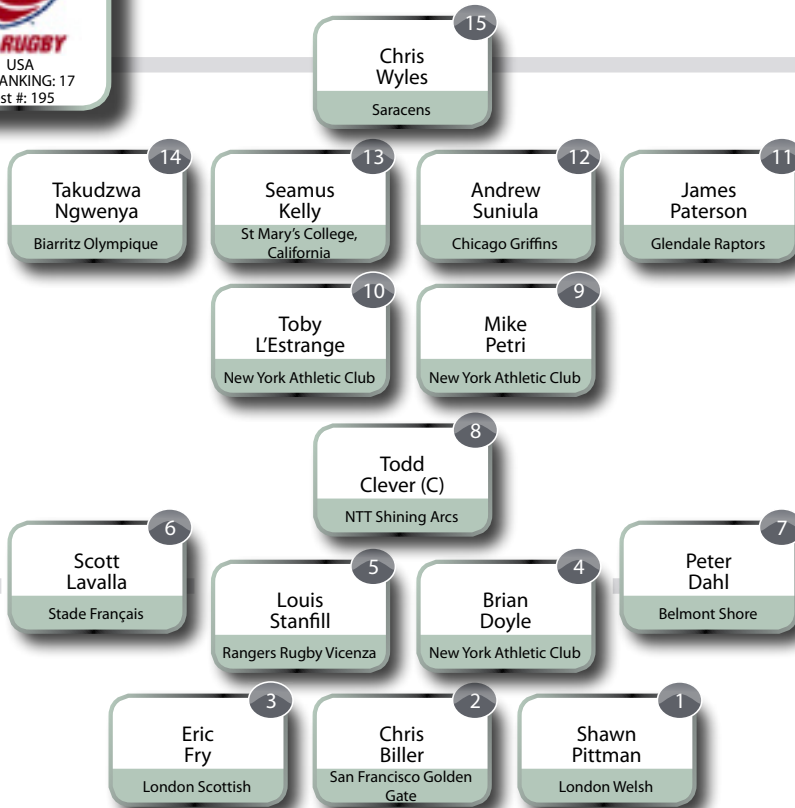 RUGBY
USA
ANKING: 17
st #: 195
15
Chris
Wyles
Saracens
14
Takudzwa
Ngwenya
Biarritz Olympique
13
Seamus
Kelly
St Mary's College,
California
12
Andrew
Suniula
Chicago Griffins
11
James
Paterson
Glendale Raptors
10
Toby
L'Estrange
New York Athletic Club
9
Mike
Petri
New York Athletic Club
8
Todd
Clever (C)
NTT Shining Arcs
6
Scott
Lavalla
Stade Français
5
Louis
Stanfill
Rangers Rugby Vicenza
4
Brian
Doyle
New York Athletic Club
7
Peter
Dahl
Belmont Shore
3
Eric
Fry
London Scottish
2
Chris
Biller
San Francisco Golden
Gate
1
Shawn
Pittman
London Welsh